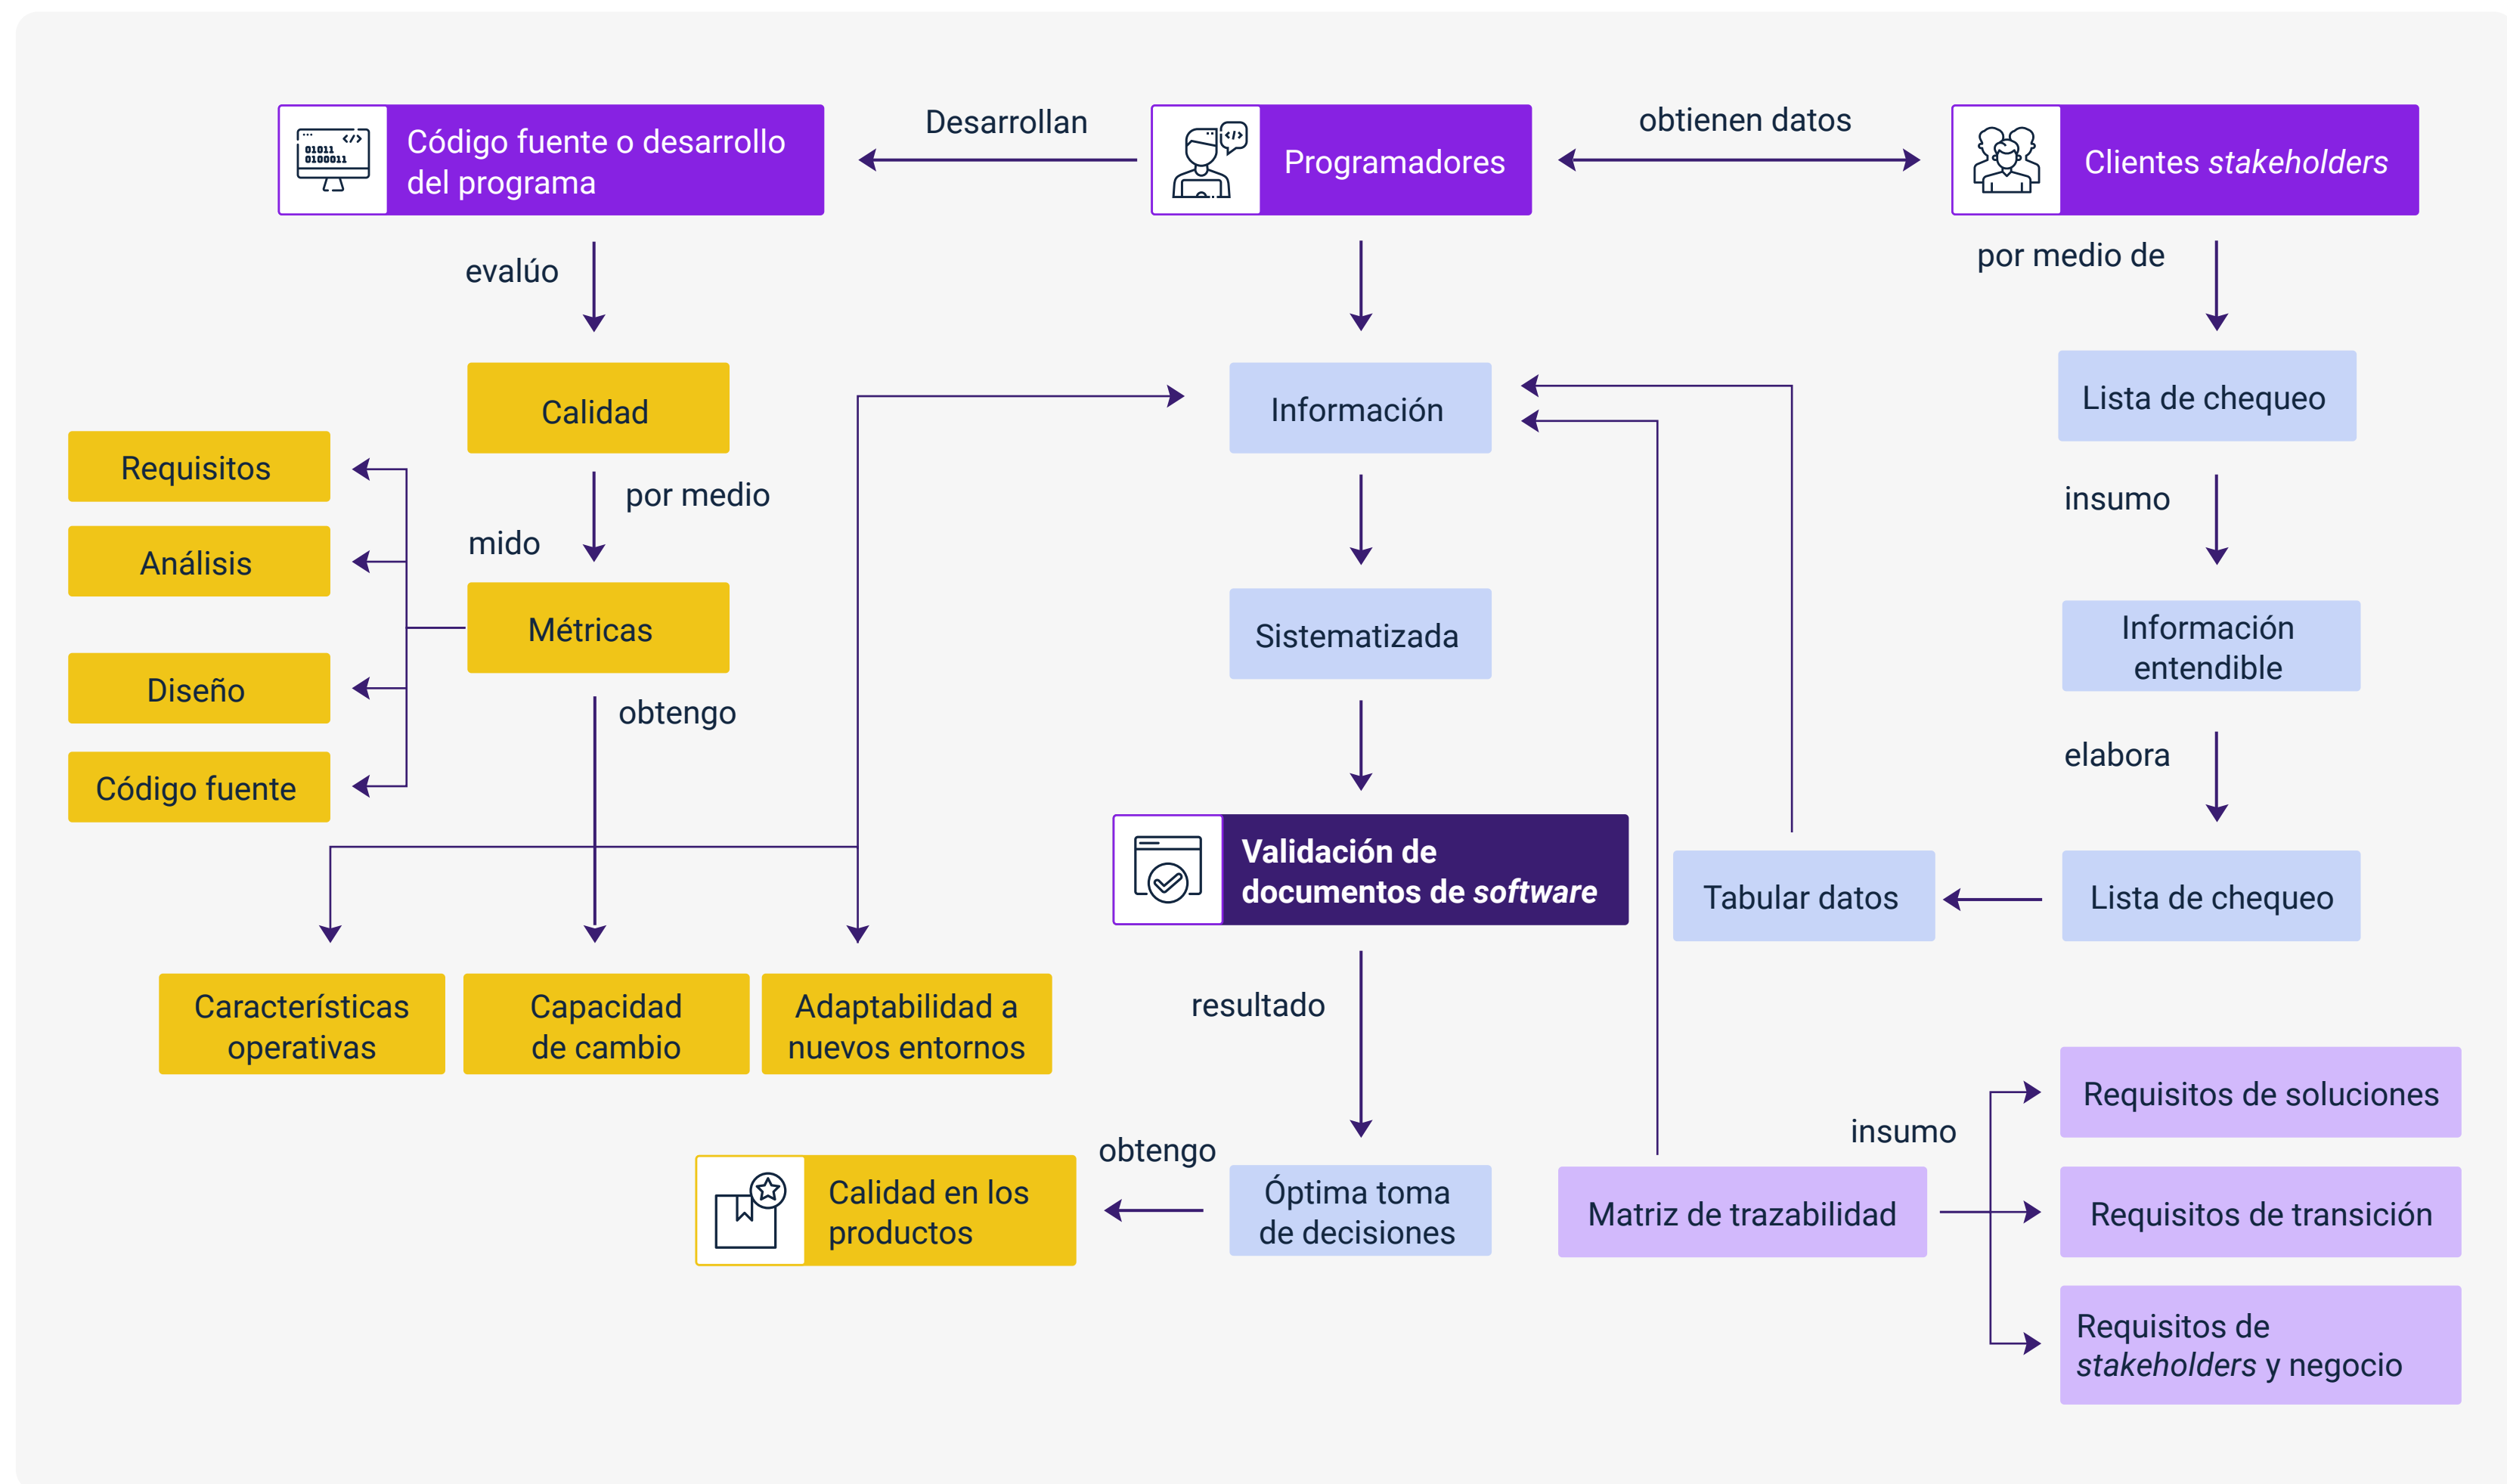 Código fuente o desarrollo
del programa
Desarrollan
Programadores
obtienen datos
Clientes stakeholders
evalúo
por medio de
Calidad
Información
Lista de chequeo
Requisitos
por medio
mido
insumo
Análisis
Métricas
Sistematizada
Información
entendible
Diseño
obtengo
elabora
Código fuente
01011
0100011
Validación de
documentos de software
Tabular datos
Lista de chequeo
Características
operativas
Capacidad
de cambio
Adaptabilidad a
nuevos entornos
resultado
Requisitos de soluciones
insumo
obtengo
Calidad en los
productos
Óptima toma
de decisiones
Matriz de trazabilidad
Requisitos de transición
Requisitos de
stakeholders y negocio